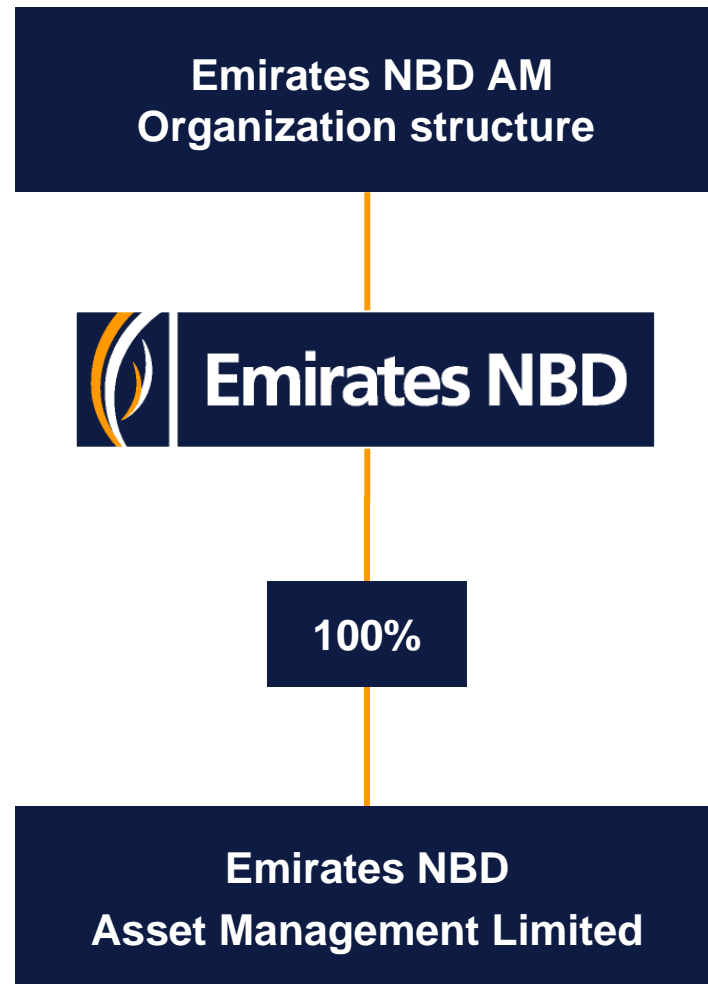 Emirates NBD AM
Organization structure
Emirates NBD
100%
Emirates NBD
Asset Management Limited